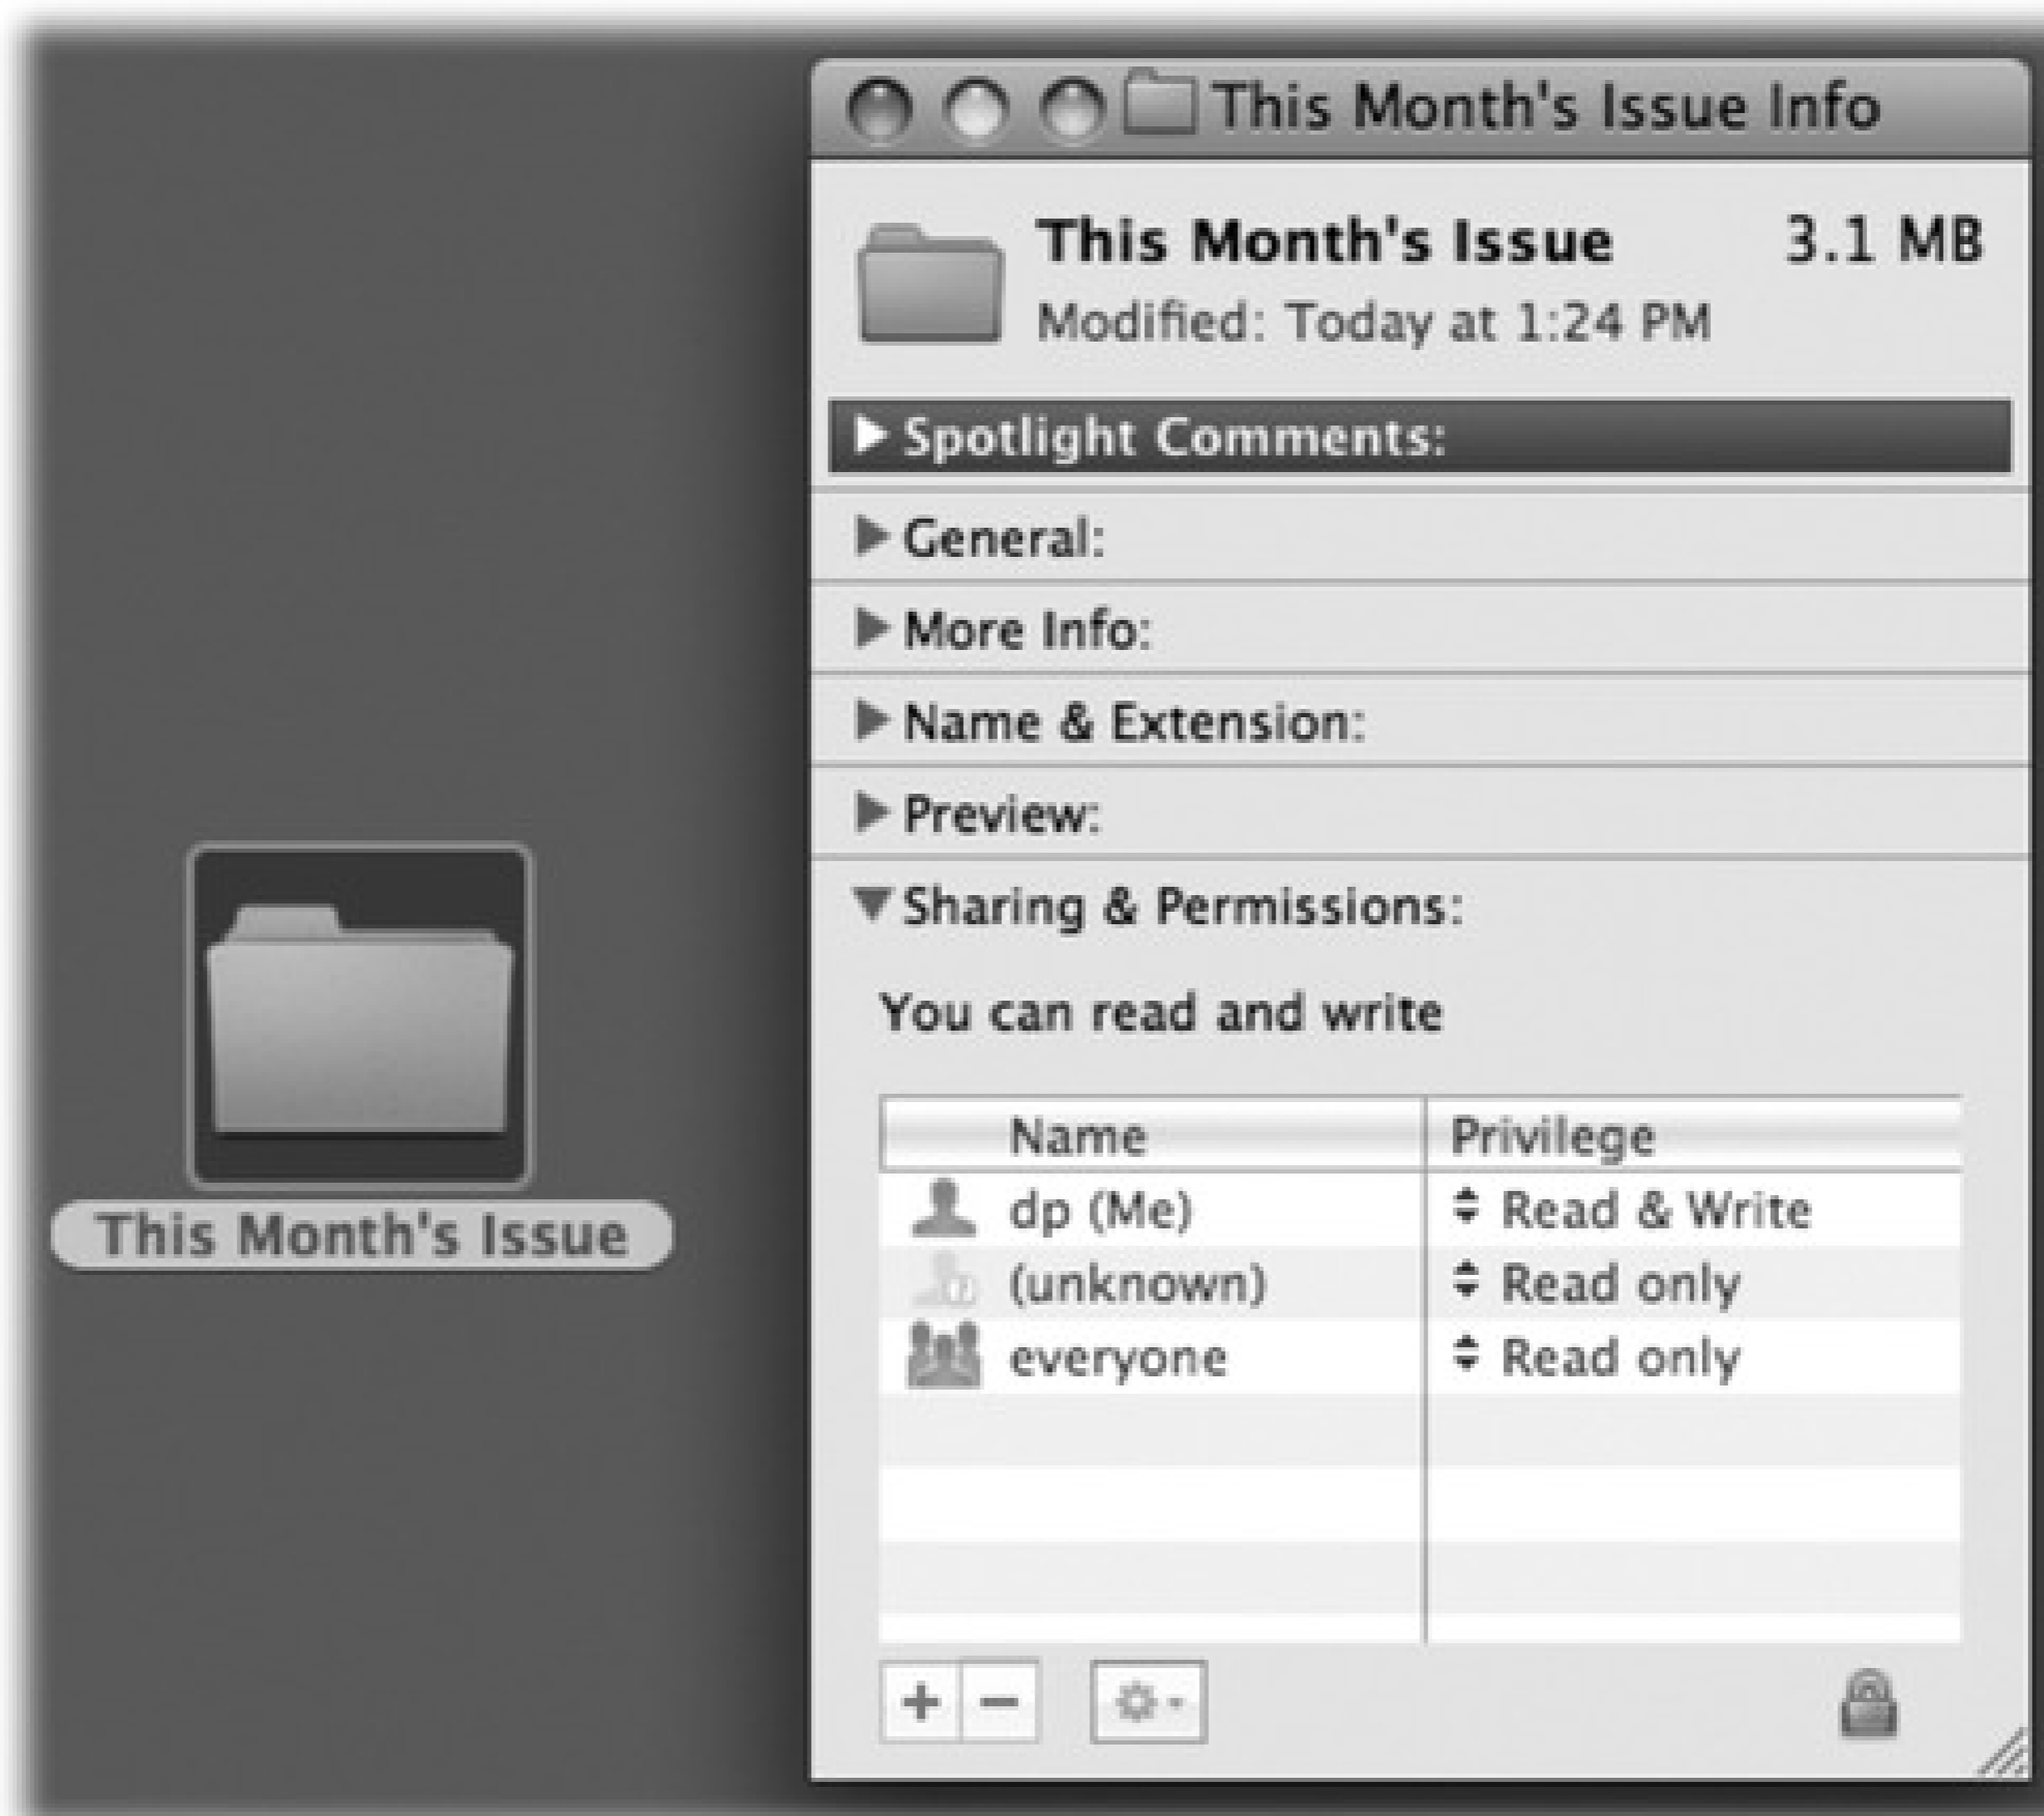 This Month's Issue Info
This Month's Issue 3.1 MB
Modified: Today at 1:24 PM
Spotlight Comments:
General:
More Info:
Name & Extension:
Preview:
Sharing & Permissions:
You can read and write
Name Privilege
dp (Me) Read & Write
(unknown) Read only
everyone Read only
This Month's Issue